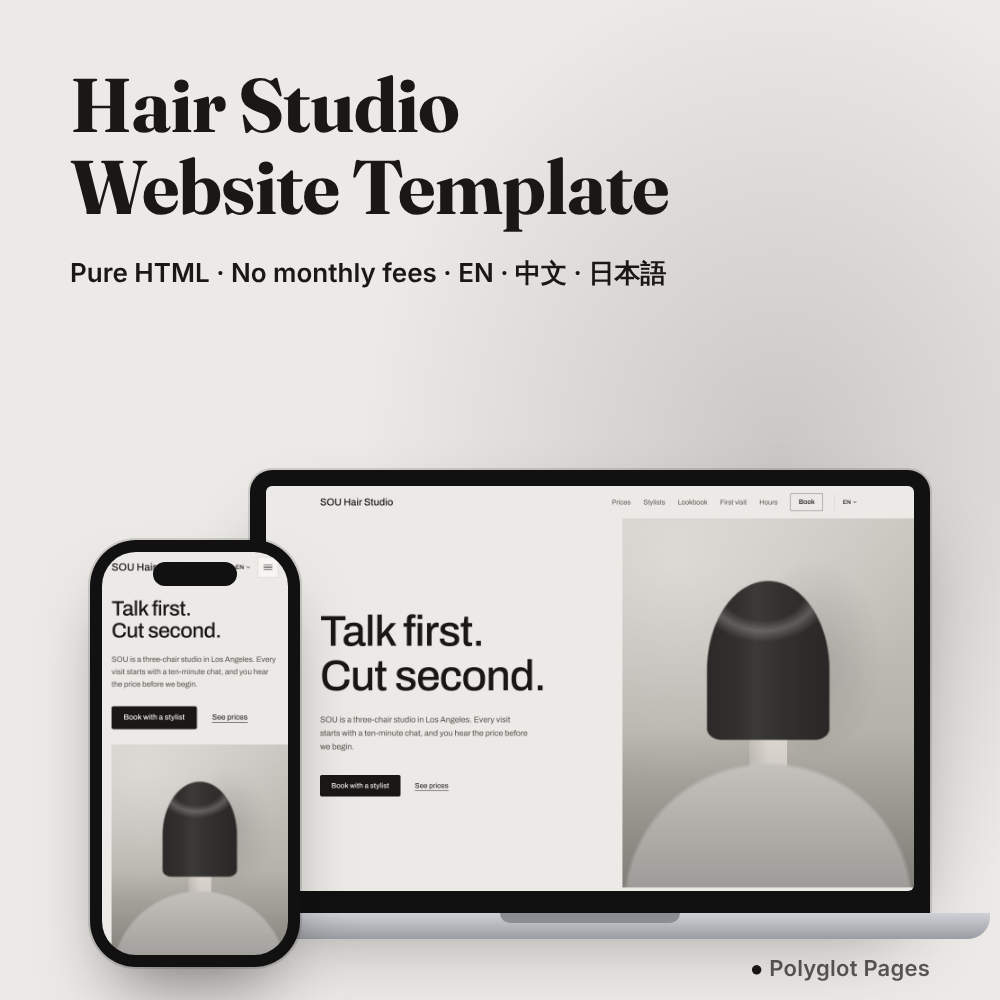 Hair Studio
Website Template
Pure HTML · No monthly fees · EN · 中文 · 日本語
SOU Hair Studio
Prices
Stylists
Lookbook
First visit
Hours
Book
EN
Talk first.
Cut second.
SOU is a three-chair studio in Los Angeles. Every visit
starts with a ten-minute chat, and you hear the price before
we begin.
Book with a stylist
See prices
SOU Hair
EN
Talk first.
Cut second.
SOU is a three-chair studio in Los Angeles. Every
visit starts with a ten-minute chat, and you hear
the price before we begin.
Book with a stylist
See prices
Polyglot Pages